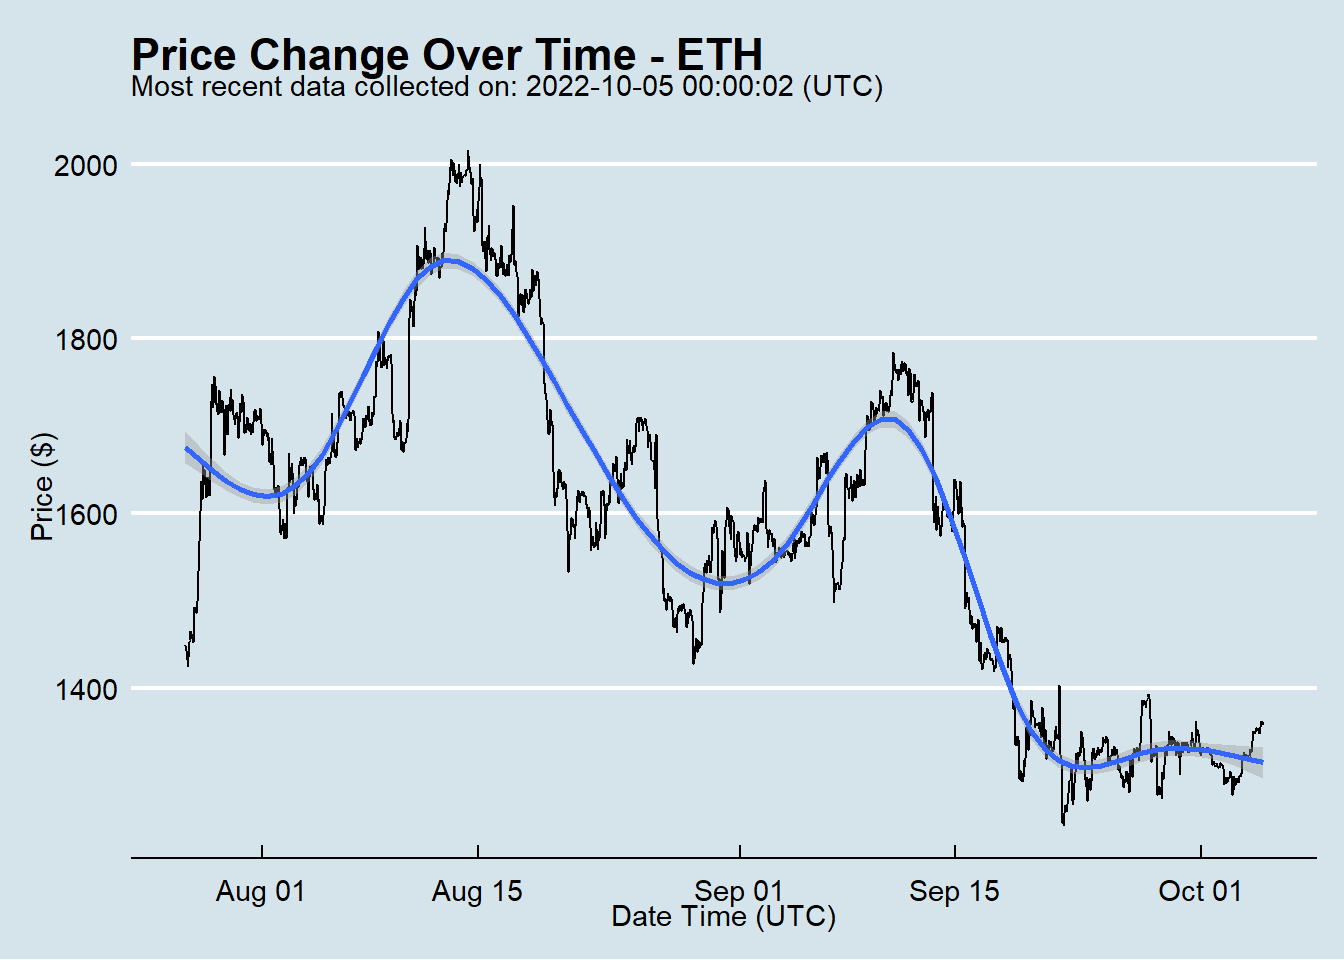 Price Change Over Time - ETH
Most recent data collected on: 2022-10-05 00:00:02 (UTC)
Price ($)
2000
1800
1600
1400
Aug 01 Aug 15 Sep 01 Sep 15 Oct 01
Date Time (UTC)